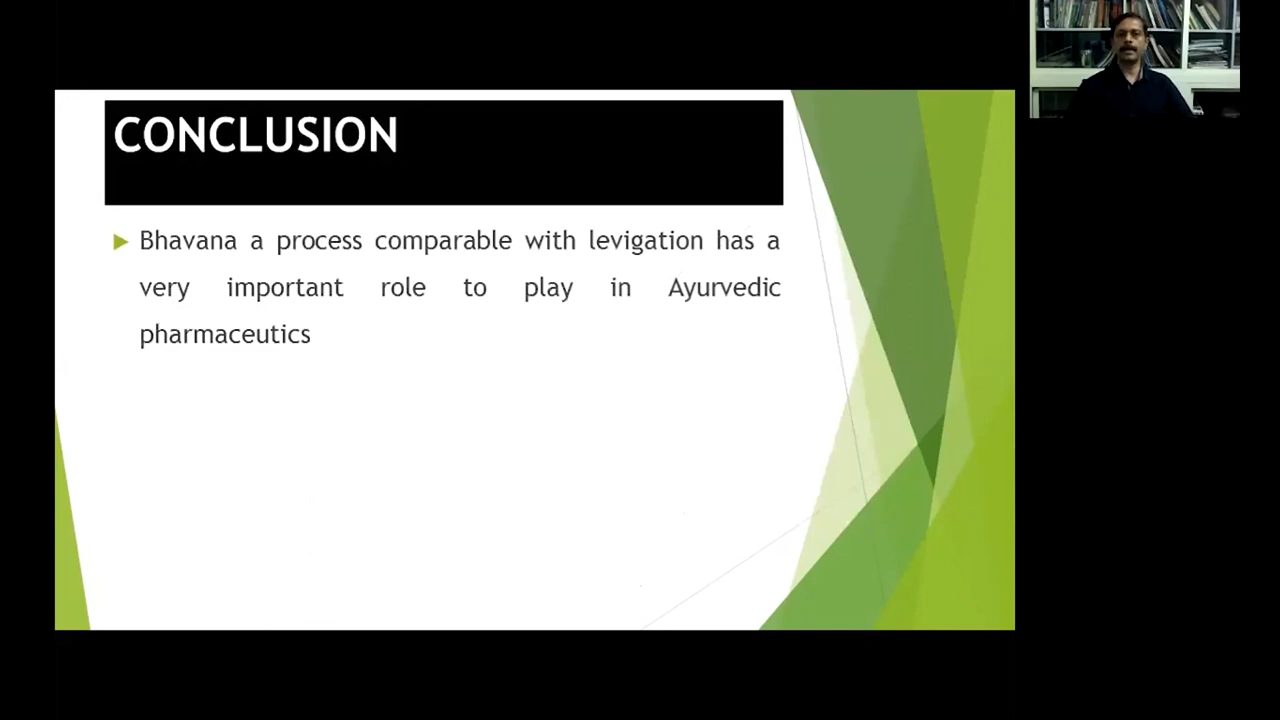 CONCLUSION
Bhavana a process comparable with levigation has a
very important role to play in Ayurvedic
pharmaceutics